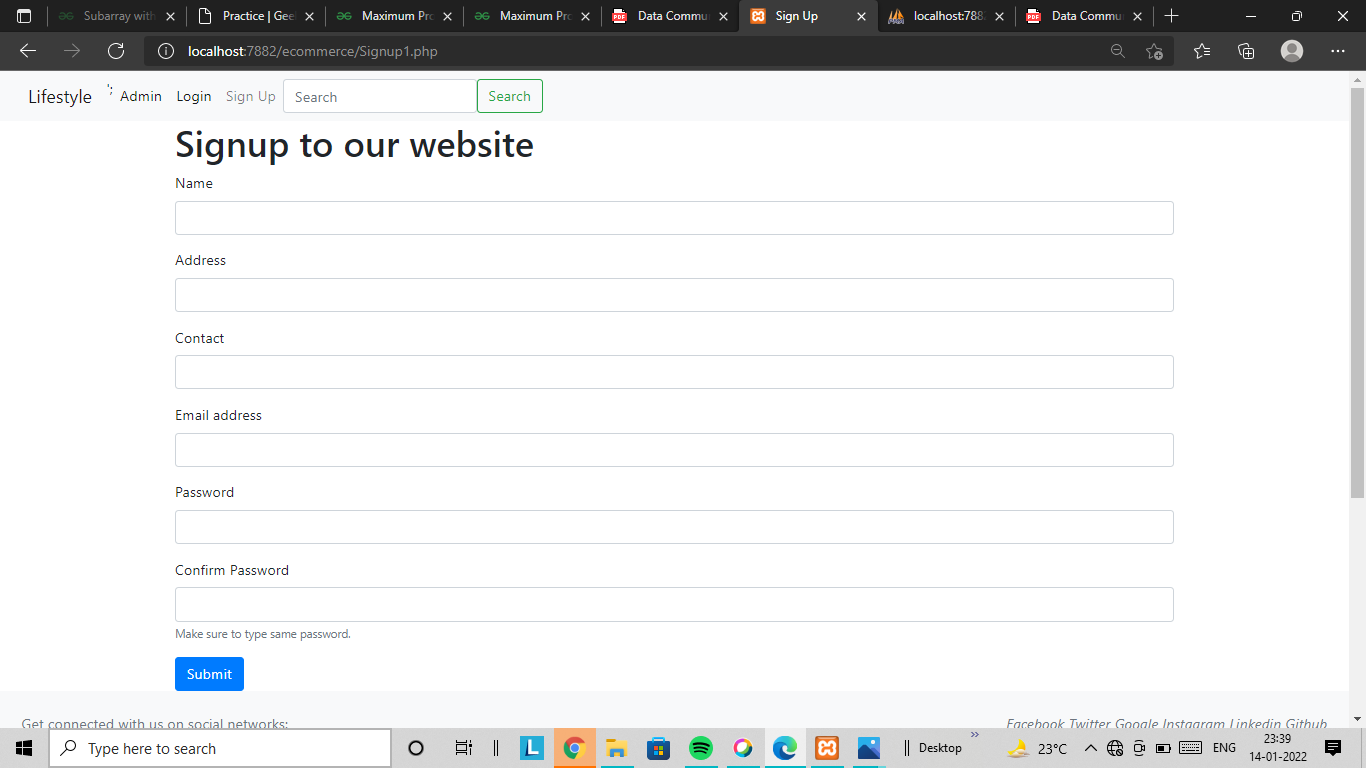 Subarray with
Practice | Gee
Maximum Pro
Maximum Pro
Data Commu
Sign Up
localhost:788
Data Commu
localhost:7882/ecommerce/Signup1.php
Lifestyle
Admin
Login
Sign Up
Search
Search
Signup to our website
Name
Address
Contact
Email address
Password
Confirm Password
Make sure to type same password.
Submit
Get connected with us on social networks:
Facebook Twitter Google Instagram Linkedin Github
Type here to search
L
Desktop
23°C
ENG
23:39
14-01-2022